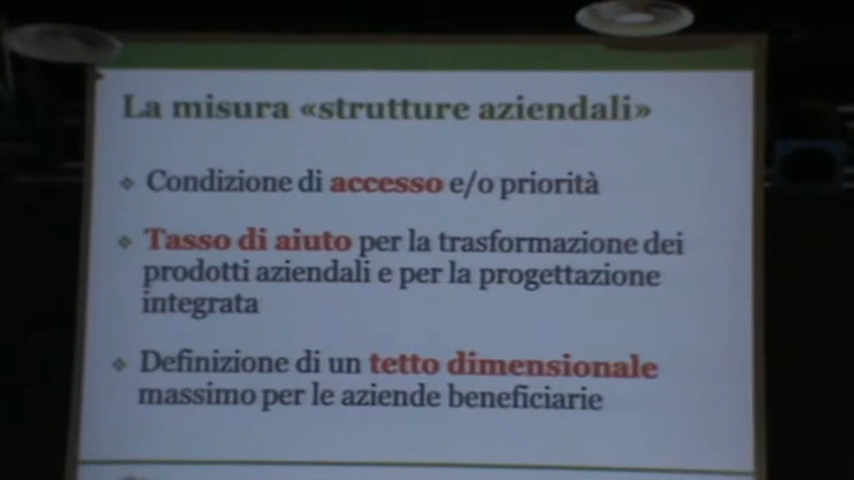 La misura «strutture aziendali»
Condizione di accesso e/o priorità
Tasso di aiuto per la trasformazione dei
prodotti aziendali e per la progettazione
integrata
Definizione di un tetto dimensionale
massimo per le aziende beneficiarie